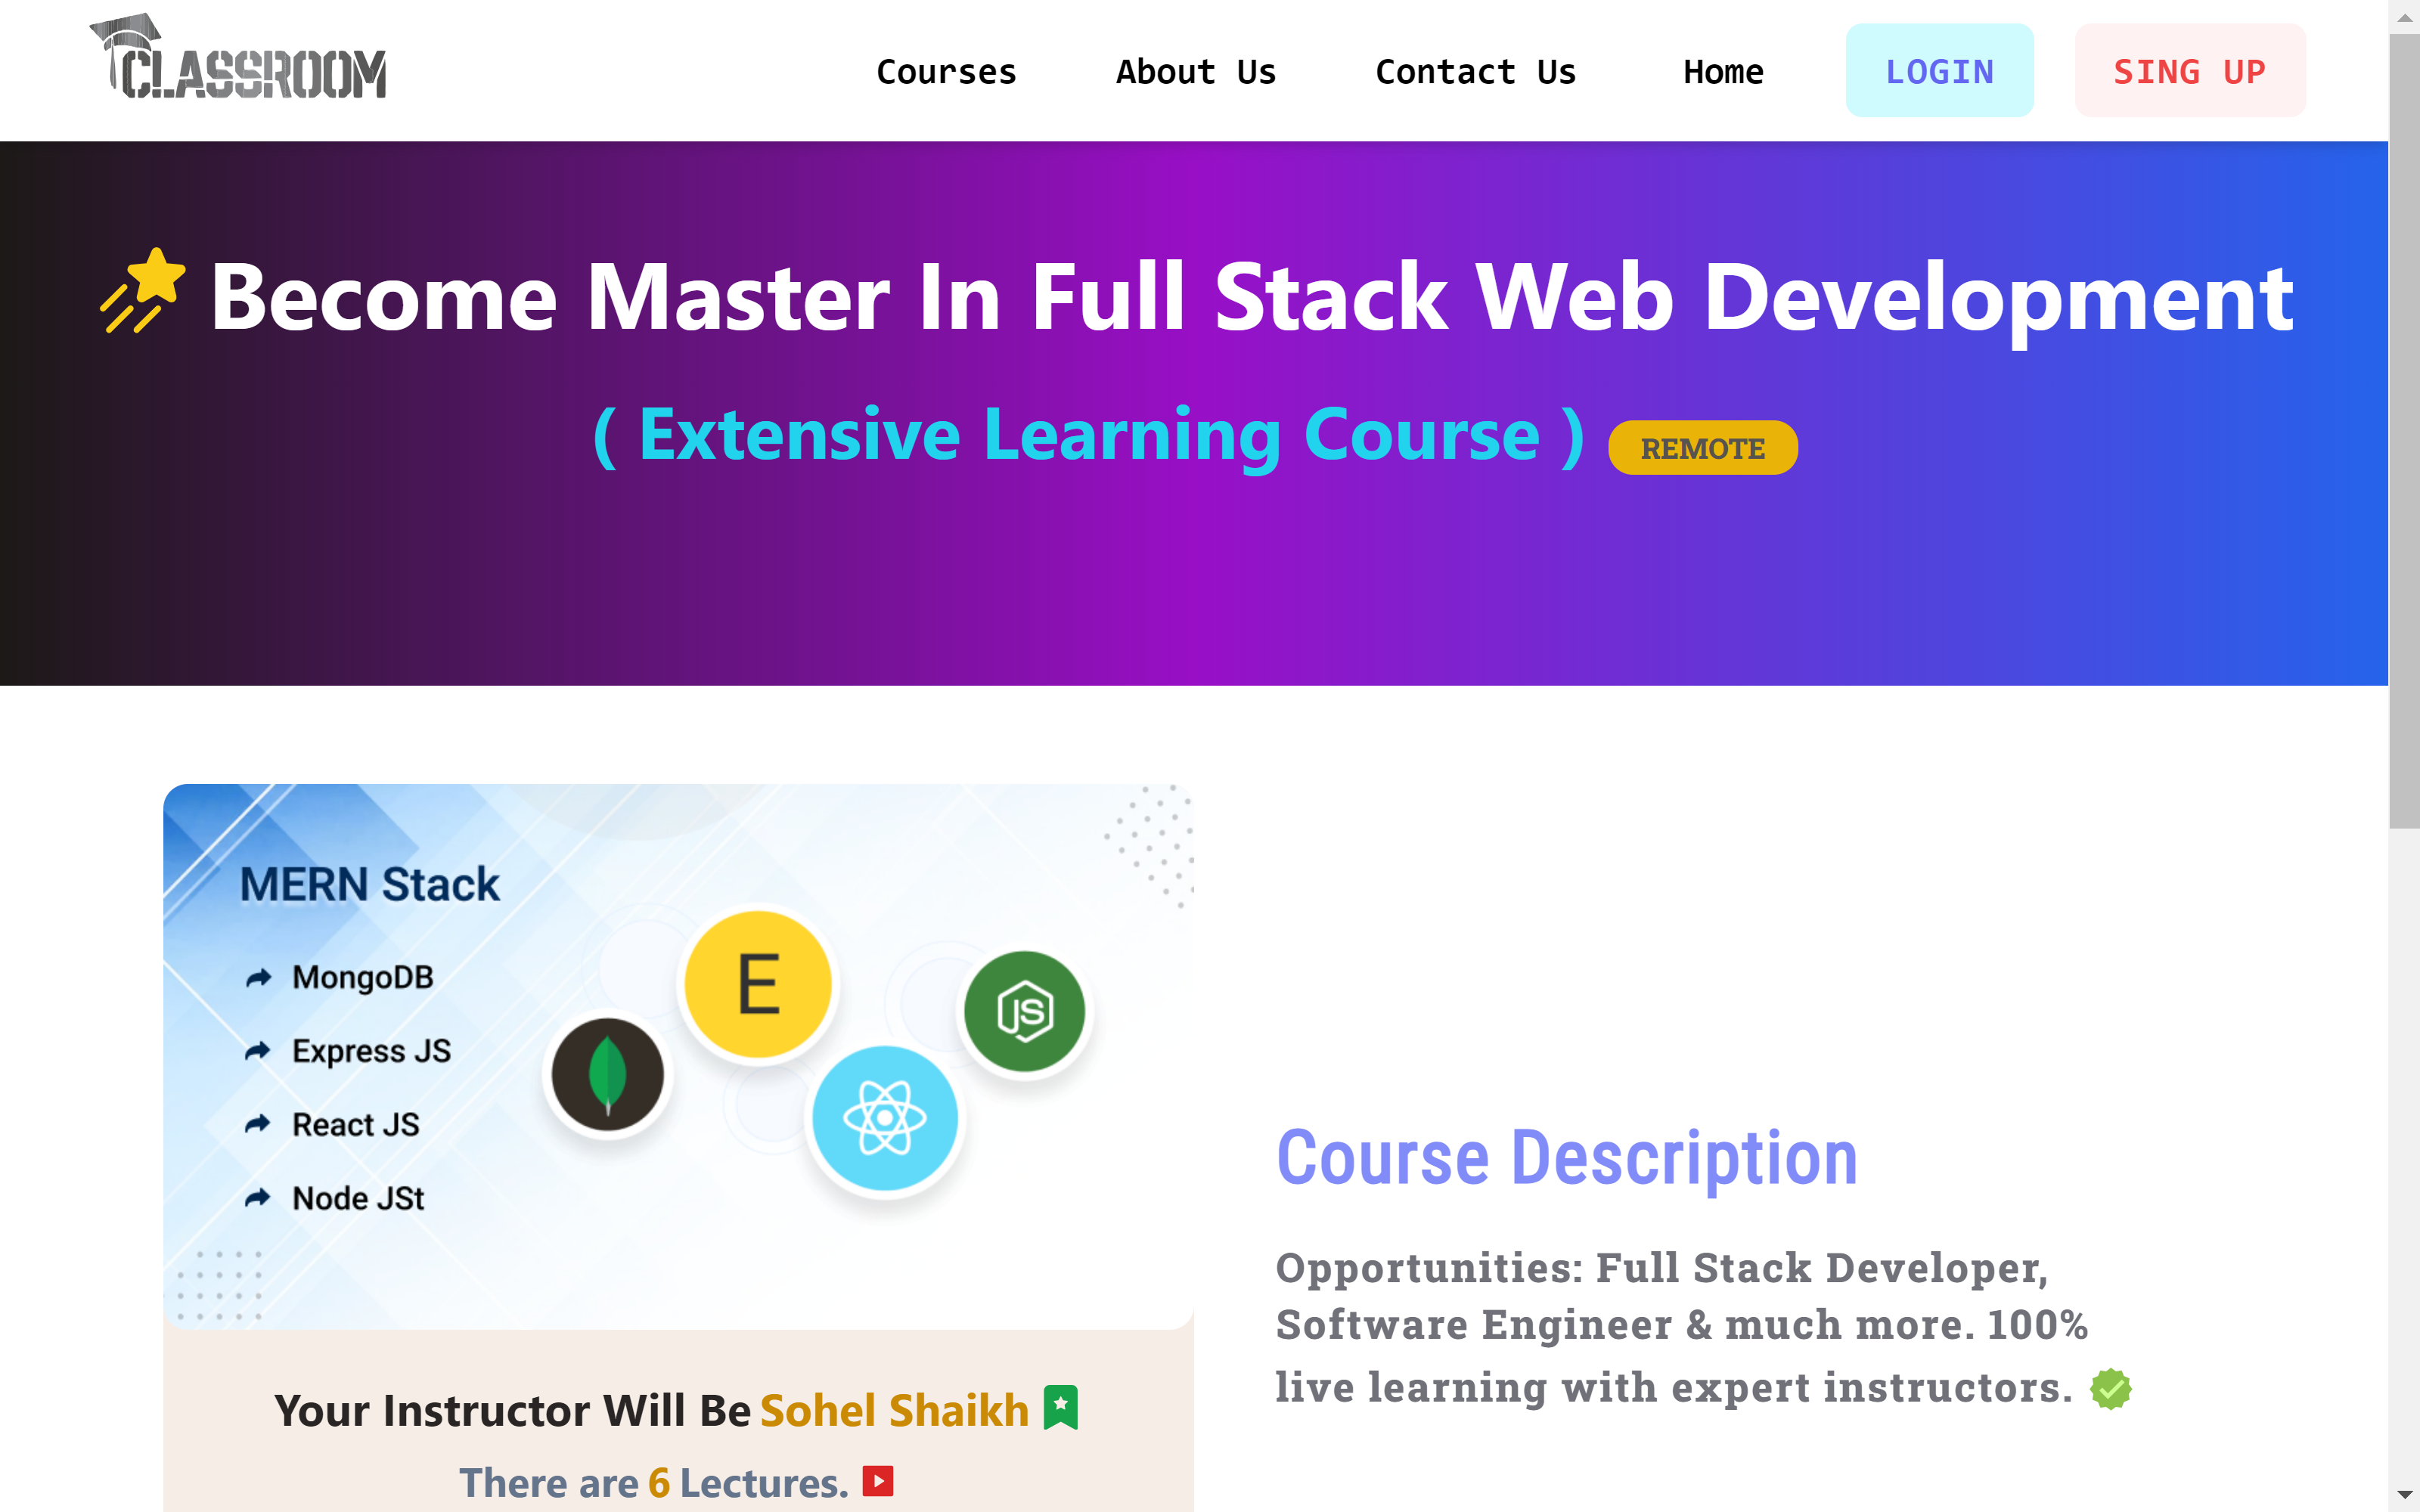 CLASSROOM
Courses About Us Contact Us Home LOGIN SING UP
Become Master In Full Stack Web Development
( Extensive Learning Course ) REMOTE
MERN Stack
MongoDB
Express JS
React JS
Node JSt
E
JS
Your Instructor Will Be Sohel Shaikh
There are 6 Lectures.
Course Description
Opportunities: Full Stack Developer,
Software Engineer & much more. 100%
live learning with expert instructors.